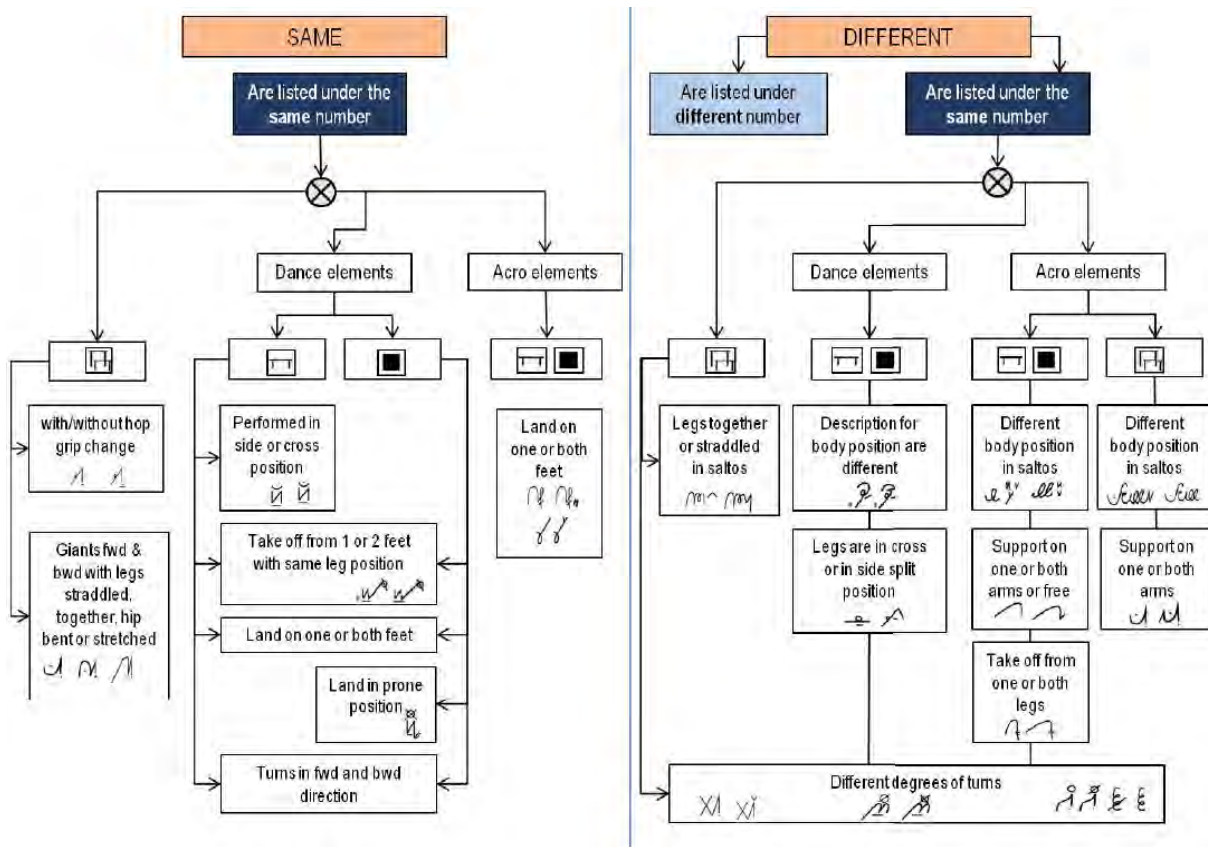 SAME
Are listed under the
same number
Dance elements
Acro elements
with/without hop
grip change
Giants fwd &
bwd with legs
straddled,
together, hip
bent or stretched
Performed in
side or cross
position
Take off from 1 or 2 feet
with same leg position
Land on one or both feet
Land in prone
position
Turns in fwd and bwd
direction
Land on
one or both
feet
DIFFERENT
Are listed under
different number
Are listed under the
same number
Dance elements
Acro elements
Legs together
or straddled
in saltos
Description for
body position are
different
Legs are in cross
or in side split
position
Different
body position
in saltos
Support on
one or both
arms or free
Take off from
one or both
legs
Different
body position
in saltos
Support on
one or both
arms
Different degrees of turns